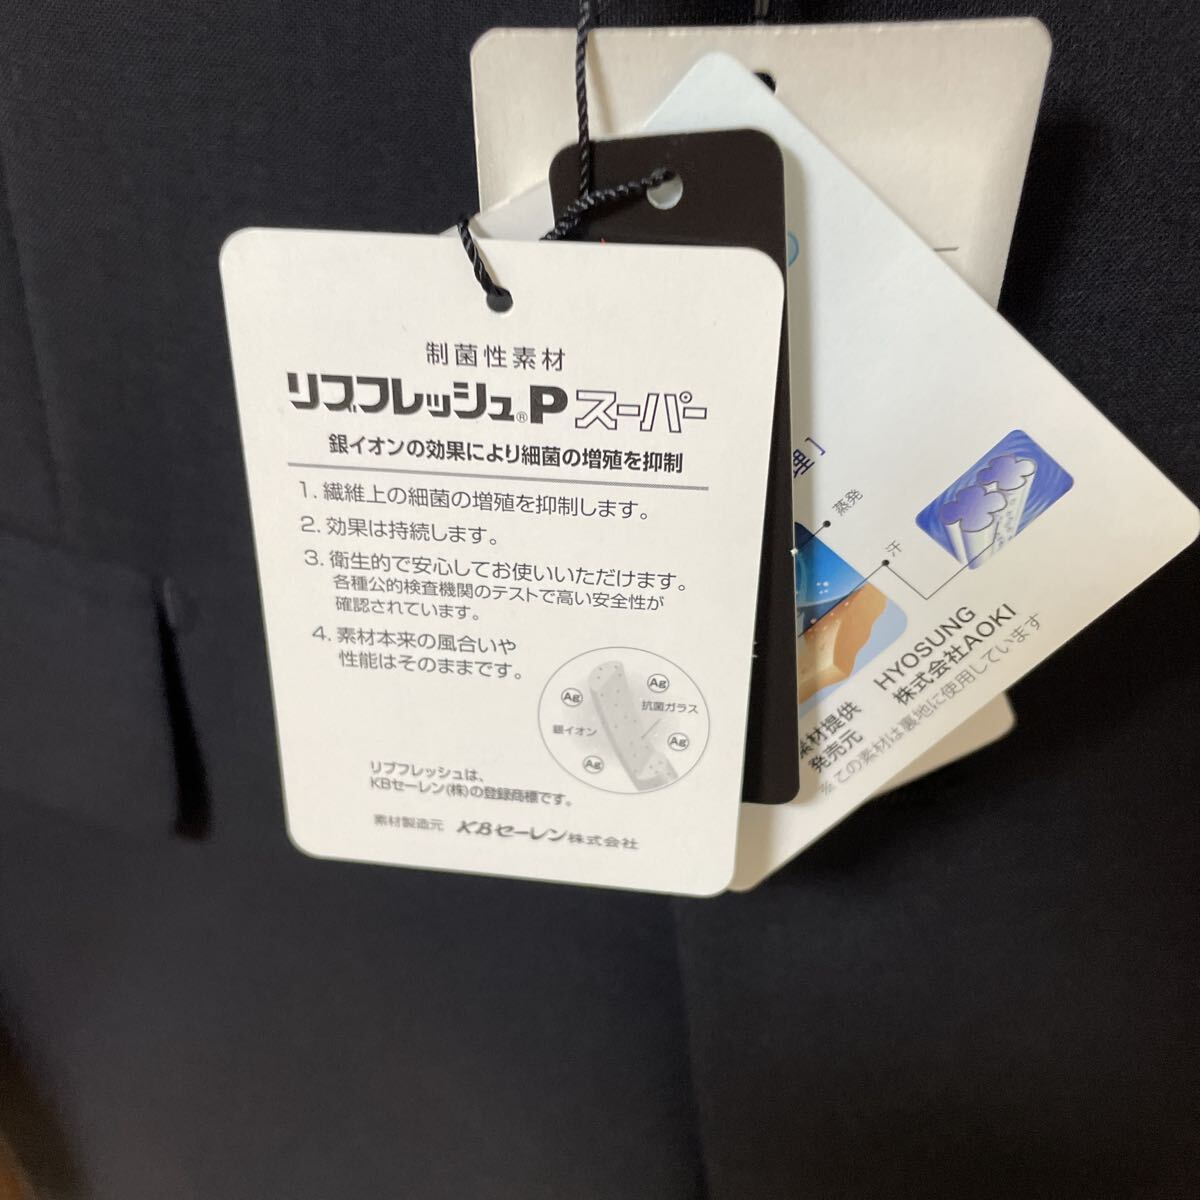 制菌性素材
リブフレッシュ®Pスーパー
銀イオンの効果により細菌の増殖を抑制
1. 繊維上の細菌の増殖を抑制します。
2. 効果は持続します。
3. 衛生的で安心してお使いいただけます。
各種公的検査機関のテストで高い安全性が
確認されています。
4. 素材本来の風合いや
性能はそのままです。
Ag
Ag
抗菌ガラス
銀イオン
Ag
Ag
リブフレッシュは、
KBセーレン(株)の登録商標です。
素材製造元 KBセーレン株式会社
理]
蒸発
汗
素材提供 HYOSUNG
発売元 株式会社AOKI
※この素材は裏地に使用しています